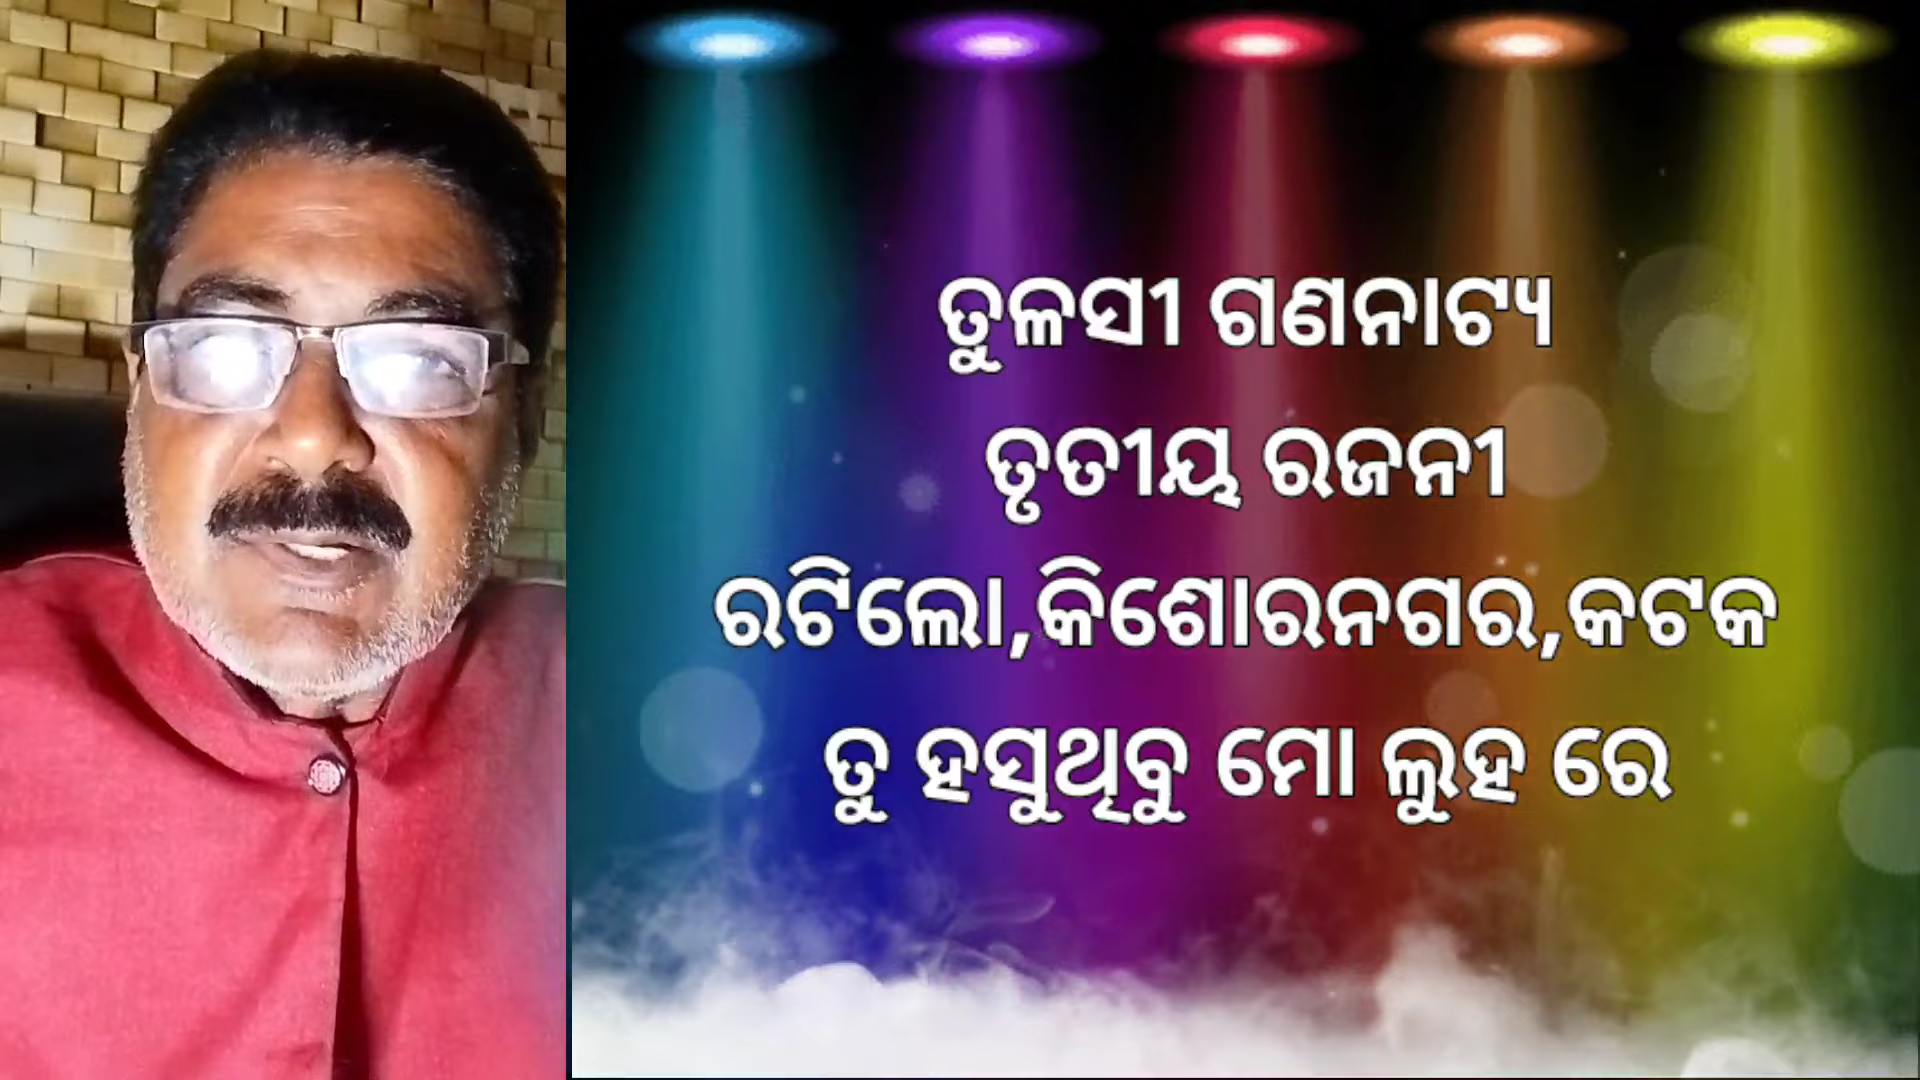 ତୁଳସୀ ଗଣନାଟ୍ୟ
ତୃତୀୟ ରଜନୀ
ରଟିଲୋ,କିଶୋରନଗର,କଟକ
ତୁ ହସୁଥିବୁ ମୋ ଲୁହ ରେ